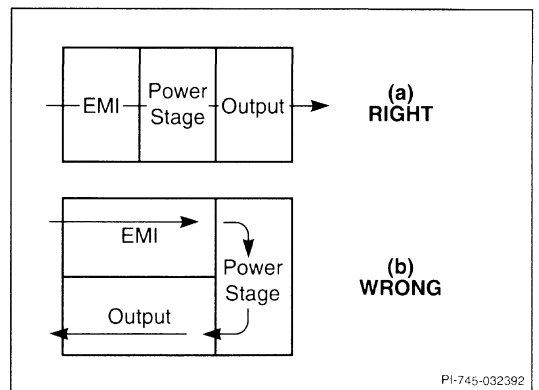 EMI
Power
Stage
Output
(a)
RIGHT
EMI
Power
Stage
Output
(b)
WRONG
PI-745-032392